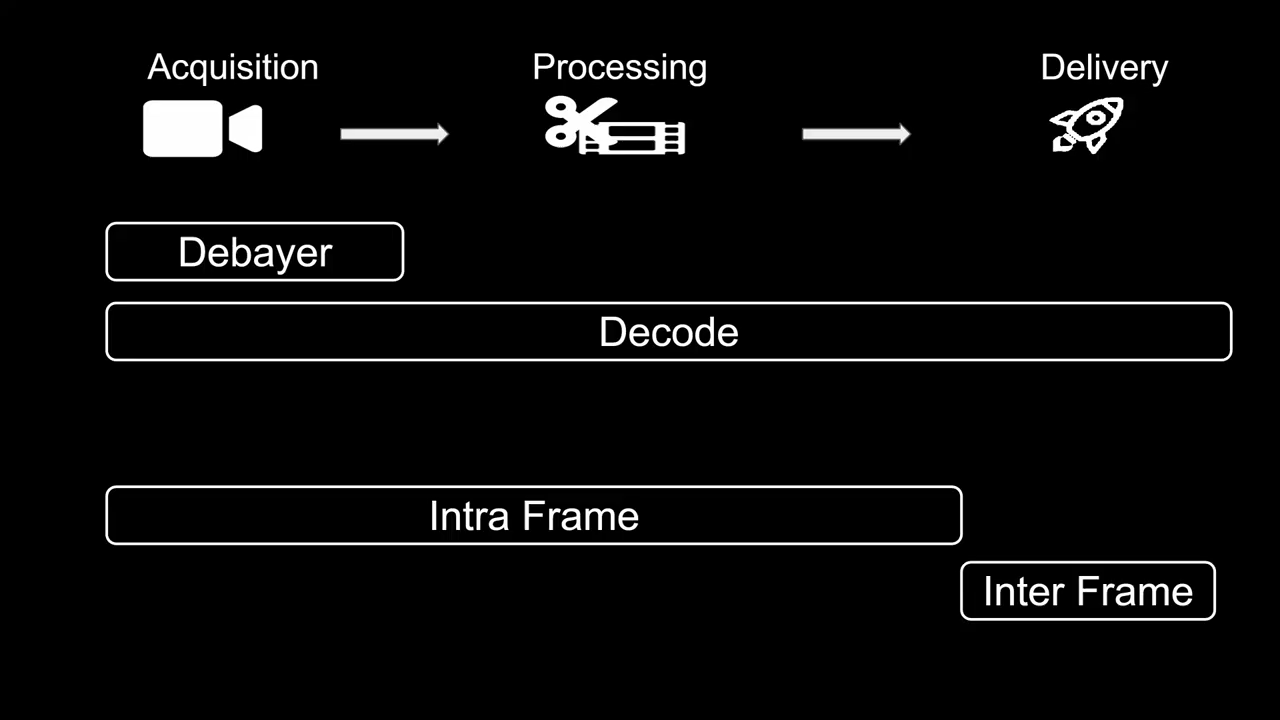 Acquisition
Processing
Delivery
Debayer
Decode
Intra Frame
Inter Frame